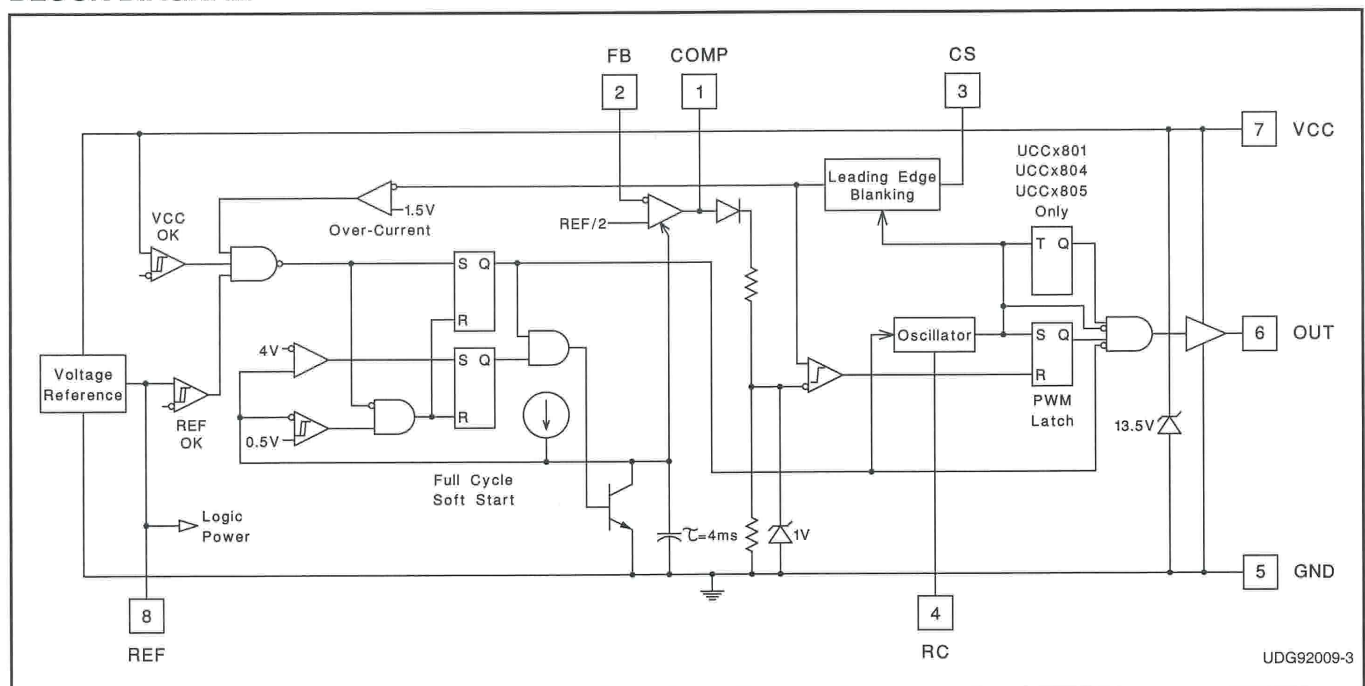 FB COMP CS
2 1 3
7 VCC
UCCx801
UCCx804
UCCx805
Only
Leading Edge
Blanking
1.5V
Over-Current
REF/2
VCC
OK
T Q
S Q
R
Oscillator
S Q
R
PWM
Latch
6 OUT
4V
S Q
R
0.5V
Voltage
Reference
REF
OK
13.5V
Full Cycle
Soft Start
Logic
Power
τ=4ms
1V
5 GND
8
REF
4
RC
UDG92009-3